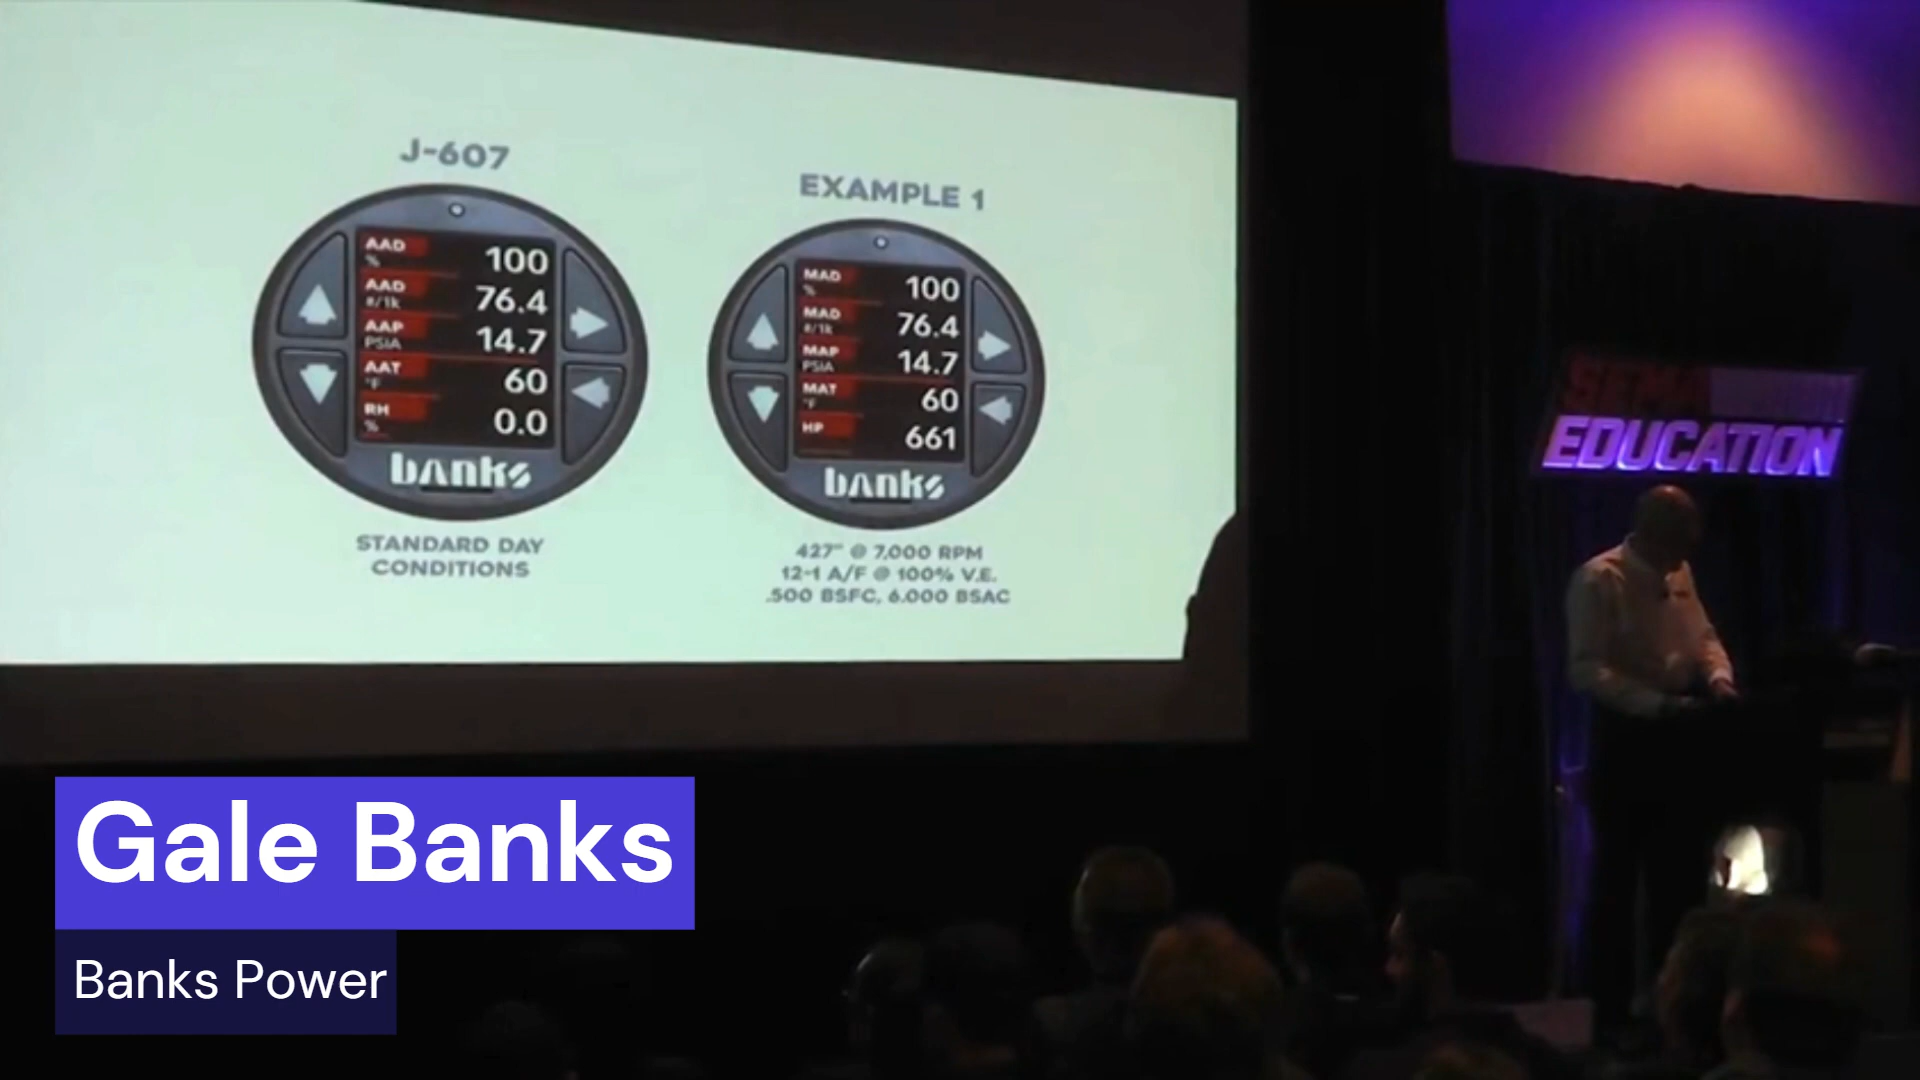 J-607
AAD
%
100
AAD
#/1k
76.4
AAP
PSIA
14.7
AAT
°F
60
RH
%
0.0
banks
STANDARD DAY
CONDITIONS
EXAMPLE 1
MAD
%
100
MAD
#/1k
76.4
MAP
PSIA
14.7
MAT
°F
60
HP
661
banks
427" @ 7,000 RPM
12-1 A/F @ 100% V.E.
.500 BSFC, 6.000 BSAC
SEMA
EDUCATION
Gale Banks
Banks Power